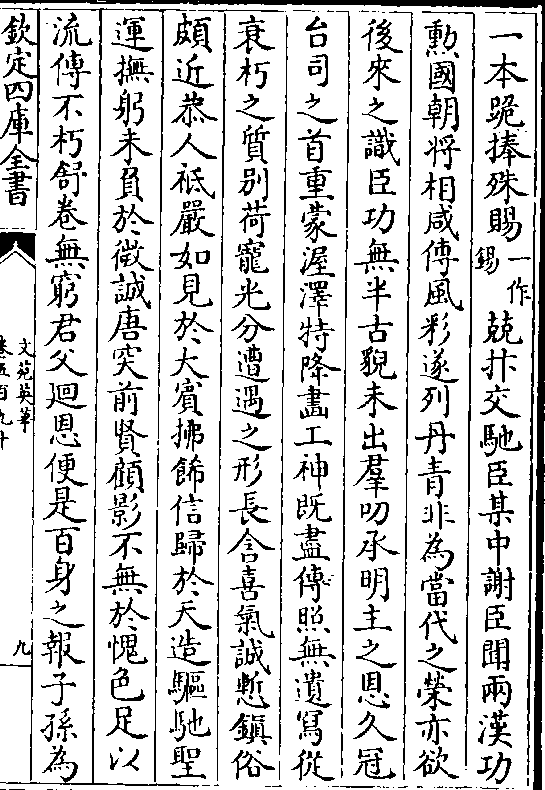 一本跪捧殊賜一作錫兢抃交馳臣某中謝臣聞兩漢功
勲國朝將相咸傳風彩遂列丹青非為當代之榮亦欲
後來之識臣功無半古貌未出羣叨承明主之恩久冠
台司之首重蒙渥澤特降畵工神既盡傳照無遺寫從
衰朽之質别荷寵光分遭遇之形長含喜氣誠慙鎮俗
頗近恭人祗嚴如見於大賓拂飾信歸於天造驅馳聖
運撫躬未負於微誠唐突前賢顧影不無於愧色足以
流傳不朽舒卷無窮君父廻恩便是百身之報子孫為
欽定四庫全書
文苑英華
卷五百九十
九